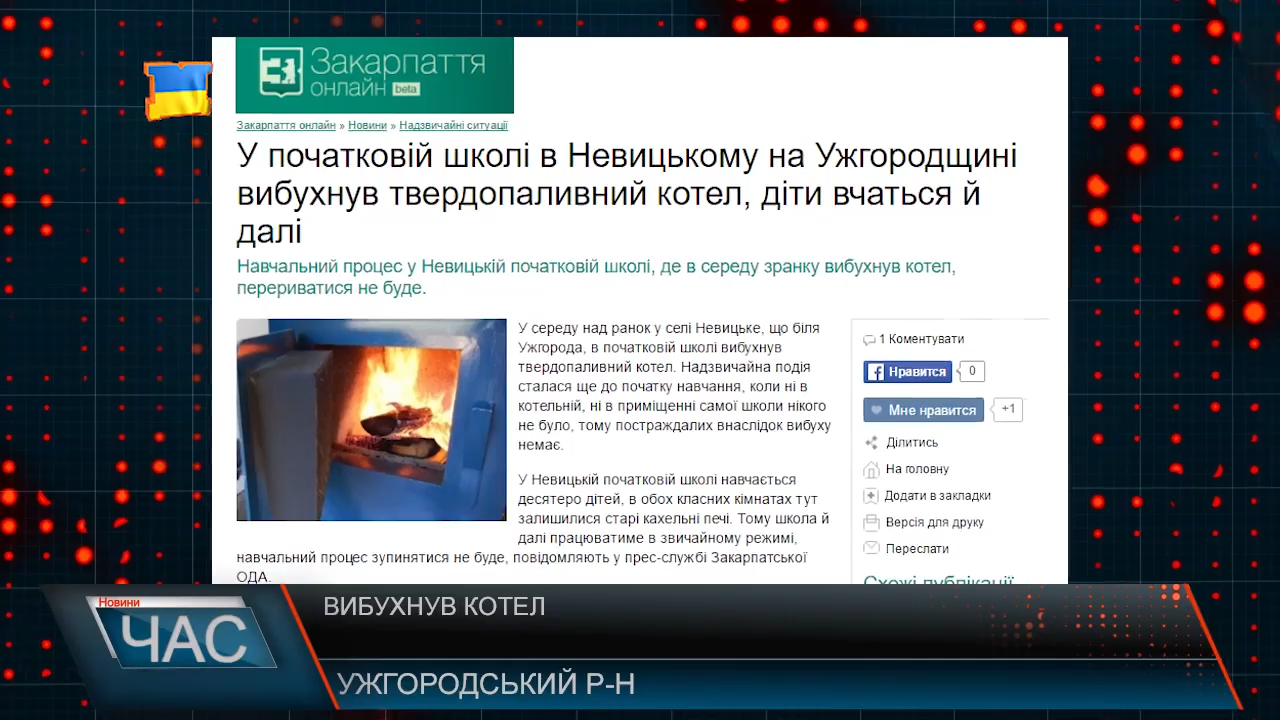 Закарпаття
онлайн beta
Закарпаття онлайн » Новини » Надзвичайні ситуації
У початковій школі в Невицькому на Ужгородщині
вибухнув твердопаливний котел, діти вчаться й
далі
Навчальний процес у Невицькій початковій школі, де в середу зранку вибухнув котел,
перериватися не буде.
У середу над ранок у селі Невицьке, що біля
Ужгорода, в початковій школі вибухнув
твердопаливний котел. Надзвичайна подія
сталася ще до початку навчання, коли ні в
котельній, ні в приміщенні самої школи нікого
не було, тому постраждалих внаслідок вибуху
немає.
У Невицькій початковій школі навчається
десятеро дітей, в обох класних кімнатах тут
залишилися старі кахельні печі. Тому школа й
далі працюватиме в звичайному режимі,
навчальний процес зупинятися не буде, повідомляють у прес-службі Закарпатської
ОДА.
1 Коментувати
Нравится 0
Мне нравится +1
Ділитись
На головну
Додати в закладки
Версія для друку
Переслати
Схожі публікації
Новини
ЧАС
ВИБУХНУВ КОТЕЛ
УЖГОРОДСЬКИЙ Р-Н